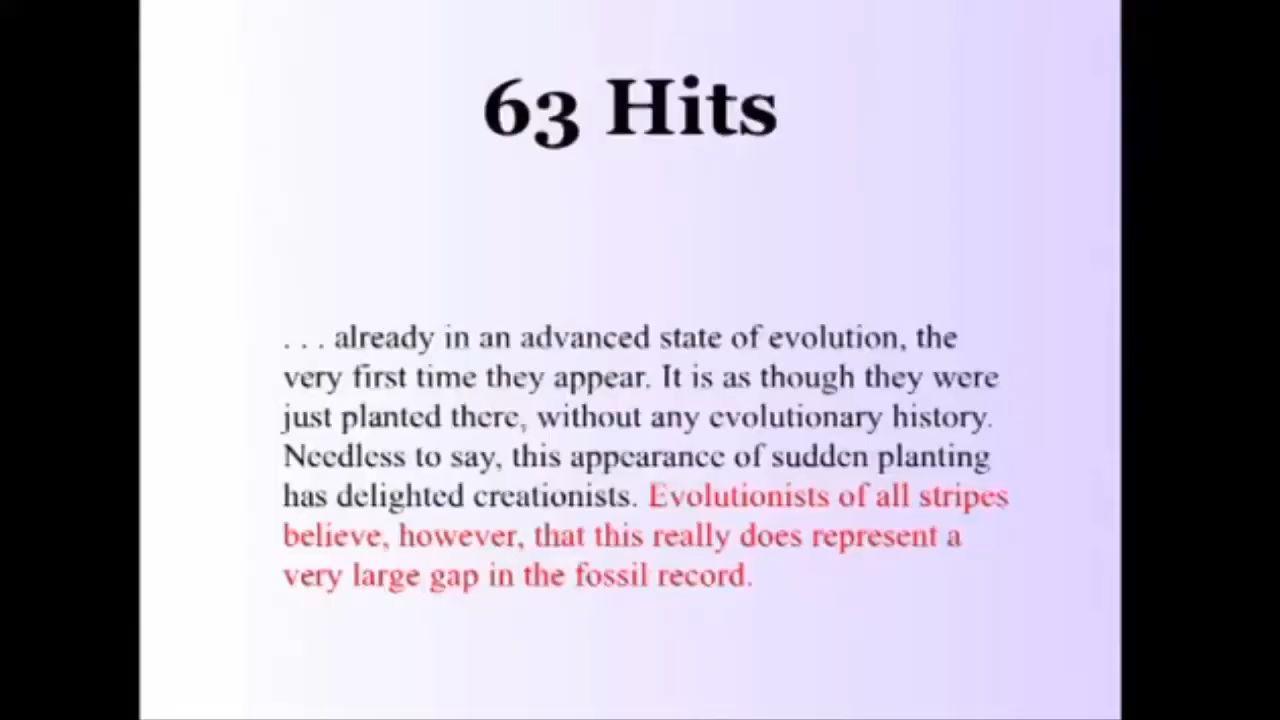 63 Hits
. . . already in an advanced state of evolution, the
very first time they appear. It is as though they were
just planted there, without any evolutionary history.
Needless to say, this appearance of sudden planting
has delighted creationists. Evolutionists of all stripes
believe, however, that this really does represent a
very large gap in the fossil record.